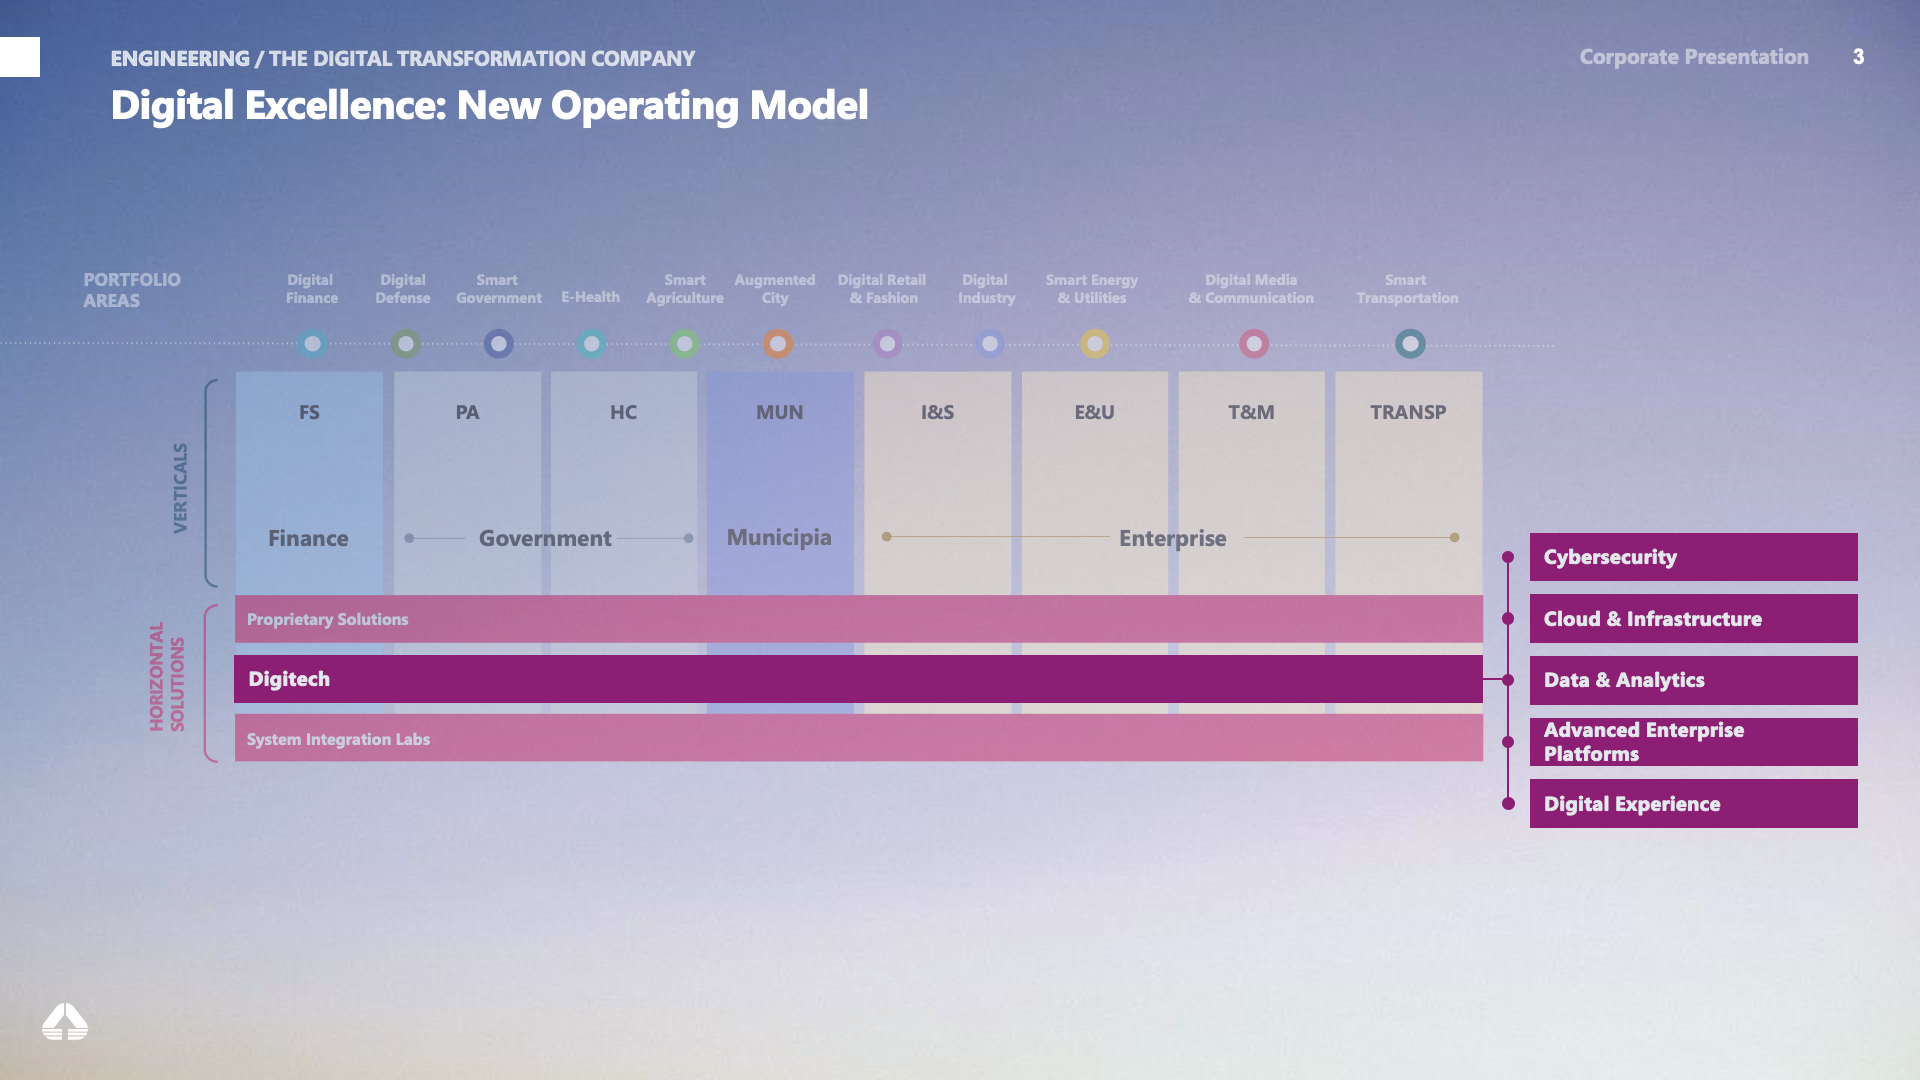 ENGINEERING / THE DIGITAL TRANSFORMATION COMPANY
Corporate Presentation 3
Digital Excellence: New Operating Model
PORTFOLIO
AREAS
Digital
Finance
Digital
Defense
Smart
Government
E-Health
Smart
Agriculture
Augmented
City
Digital Retail
& Fashion
Digital
Industry
Smart Energy
& Utilities
Digital Media
& Communication
Smart
Transportation
VERTICALS
FS
PA
HC
MUN
I&S
E&U
T&M
TRANSP
Finance
Government
Municipia
Enterprise
HORIZONTAL
SOLUTIONS
Proprietary Solutions
Digitech
System Integration Labs
Cybersecurity
Cloud & Infrastructure
Data & Analytics
Advanced Enterprise
Platforms
Digital Experience